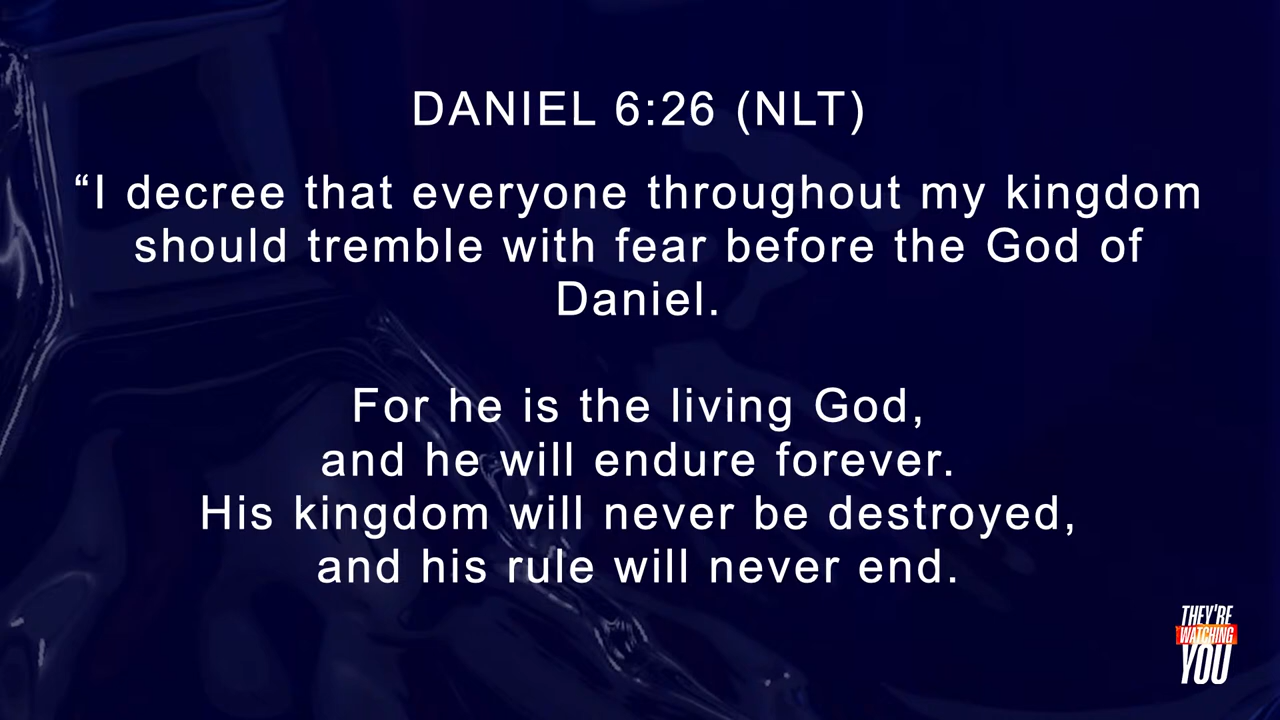 DANIEL 6:26 (NLT)
“I decree that everyone throughout my kingdom
should tremble with fear before the God of
Daniel.
For he is the living God,
and he will endure forever.
His kingdom will never be destroyed,
and his rule will never end.
THEY'RE
WATCHING
YOU